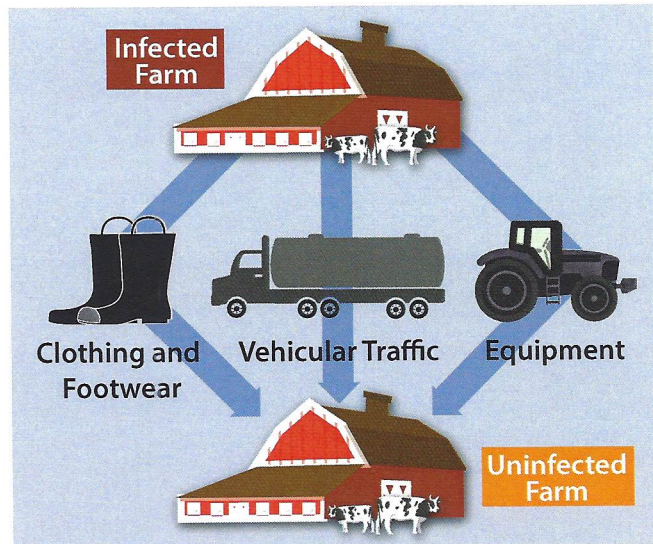 Infected
Farm
Clothing and
Footwear
Vehicular Traffic
Equipment
Uninfected
Farm